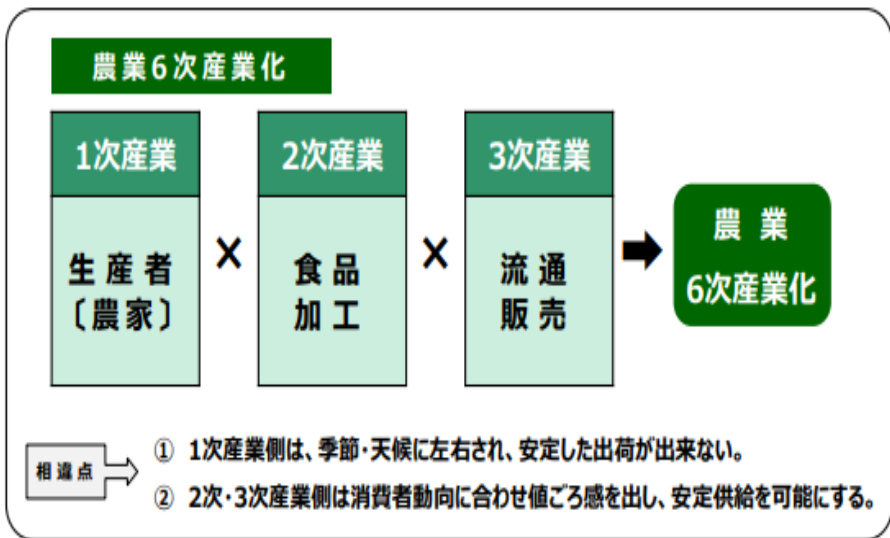 農業6次産業化
1次産業
生産者
〔農家〕
×
2次産業
食品
加工
×
3次産業
流通
販売
農業
6次産業化
相違点
① 1次産業側は、季節・天候に左右され、安定した出荷が出来ない。
② 2次・3次産業側は消費者動向に合わせ値ごろ感を出し、安定供給を可能にする。